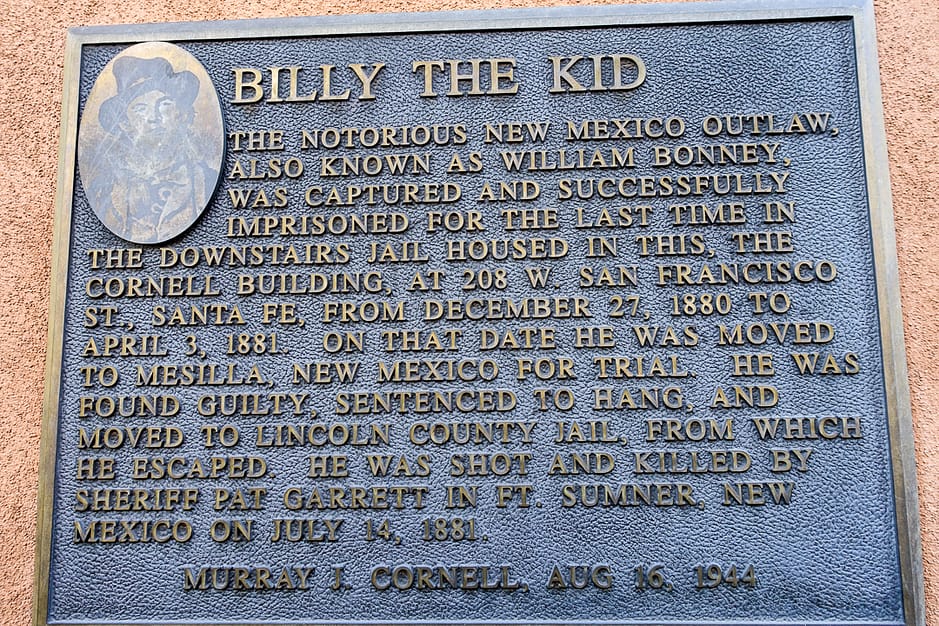 BILLY THE KID
THE NOTORIOUS NEW MEXICO OUTLAW,
ALSO KNOWN AS WILLIAM BONNEY,
WAS CAPTURED AND SUCCESSFULLY
IMPRISONED FOR THE LAST TIME IN
THE DOWNSTAIRS JAIL HOUSED IN THIS, THE
CORNELL BUILDING, AT 208 W. SAN FRANCISCO
ST., SANTA FE, FROM DECEMBER 27, 1880 TO
APRIL 3, 1881. ON THAT DATE HE WAS MOVED
TO MESILLA, NEW MEXICO FOR TRIAL. HE WAS
FOUND GUILTY, SENTENCED TO HANG, AND
MOVED TO LINCOLN COUNTY JAIL, FROM WHICH
HE ESCAPED. HE WAS SHOT AND KILLED BY
SHERIFF PAT GARRETT IN FT. SUMNER, NEW
MEXICO ON JULY 14, 1881.
MURRAY J. CORNELL, AUG 16, 1944